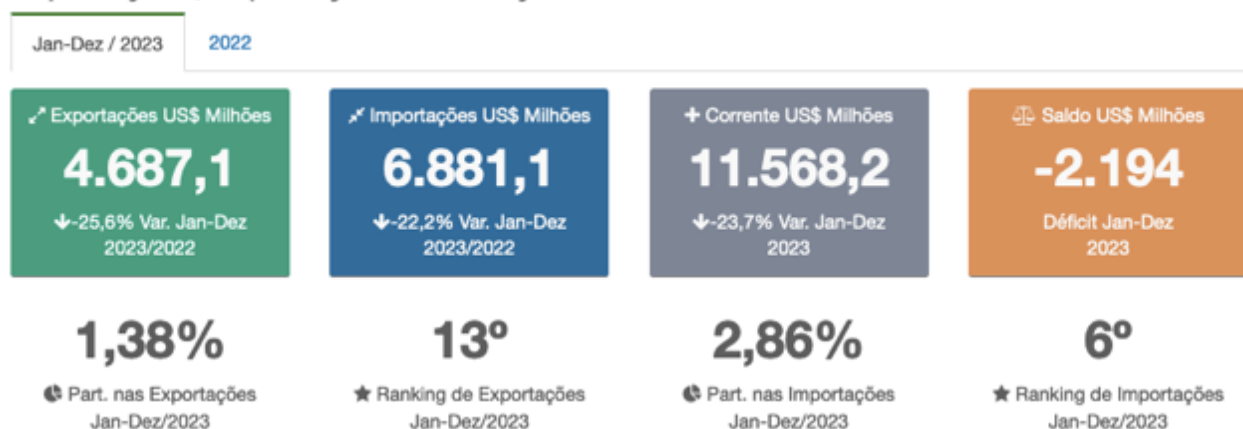 Jan-Dez / 2023
2022
Exportações US$ Milhões
4.687,1
-25,6% Var. Jan-Dez
2023/2022
Importações US$ Milhões
6.881,1
-22,2% Var. Jan-Dez
2023/2022
Corrente US$ Milhões
11.568,2
-23,7% Var. Jan-Dez
2023
Saldo US$ Milhões
-2.194
Déficit Jan-Dez
2023
1,38%
Part. nas Exportações
Jan-Dez/2023
13º
Ranking de Exportações
Jan-Dez/2023
2,86%
Part. nas Importações
Jan-Dez/2023
6º
Ranking de Importações
Jan-Dez/2023